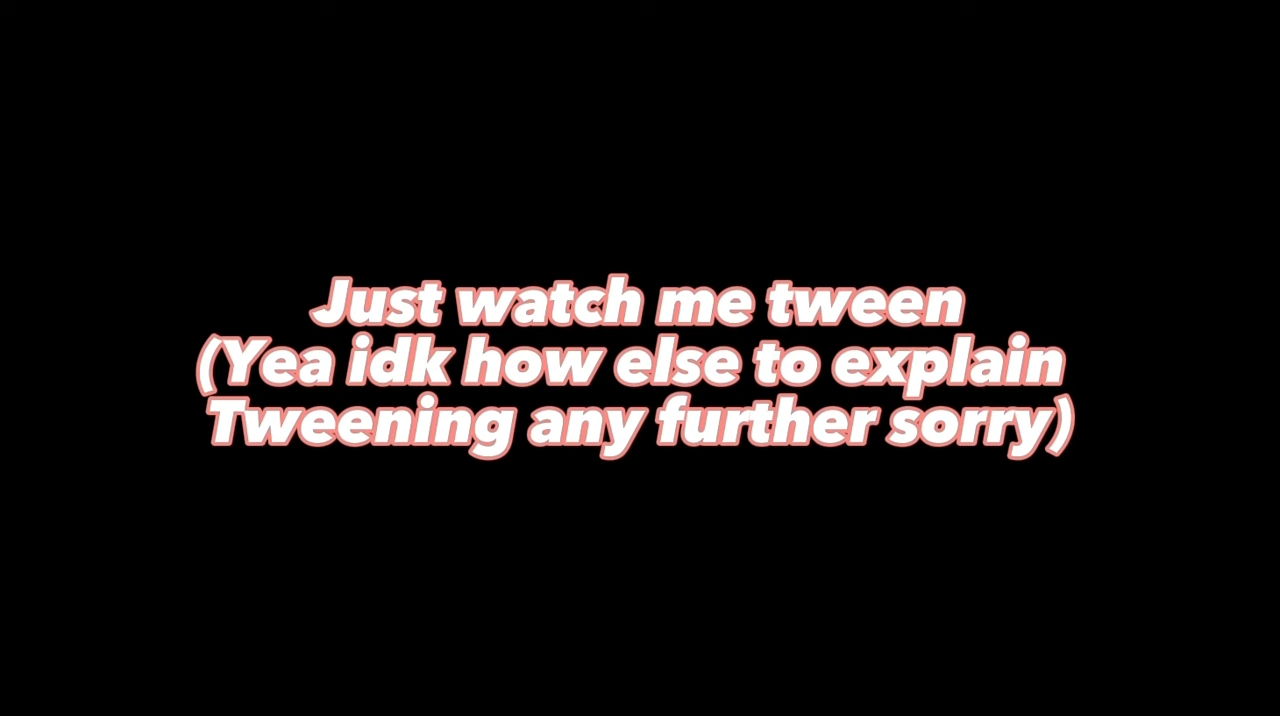 Just watch me tween
(Yea idk how else to explain
Tweening any further sorry)